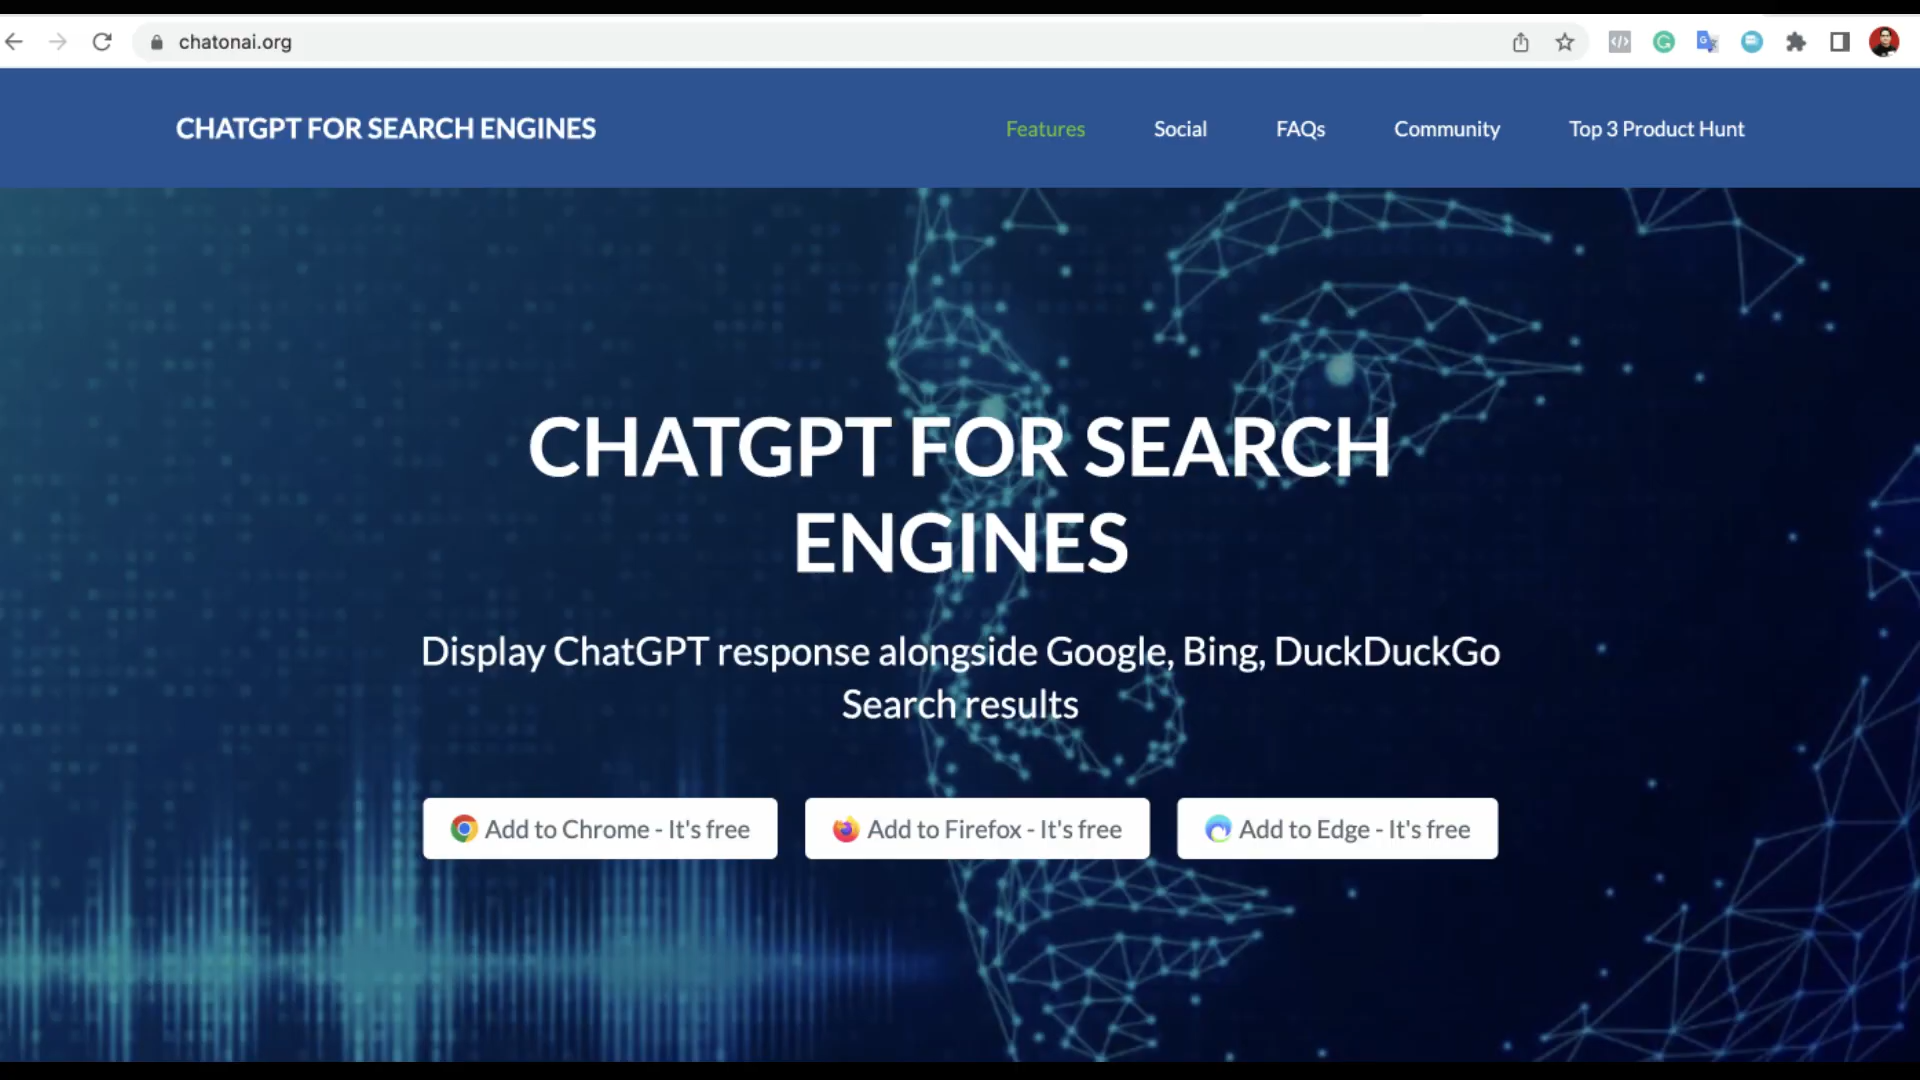 chatonai.org
CHATGPT FOR SEARCH ENGINES
Features
Social
FAQs
Community
Top 3 Product Hunt
CHATGPT FOR SEARCH
ENGINES
Display ChatGPT response alongside Google, Bing, DuckDuckGo
Search results
Add to Chrome - It's free
Add to Firefox - It's free
Add to Edge - It's free